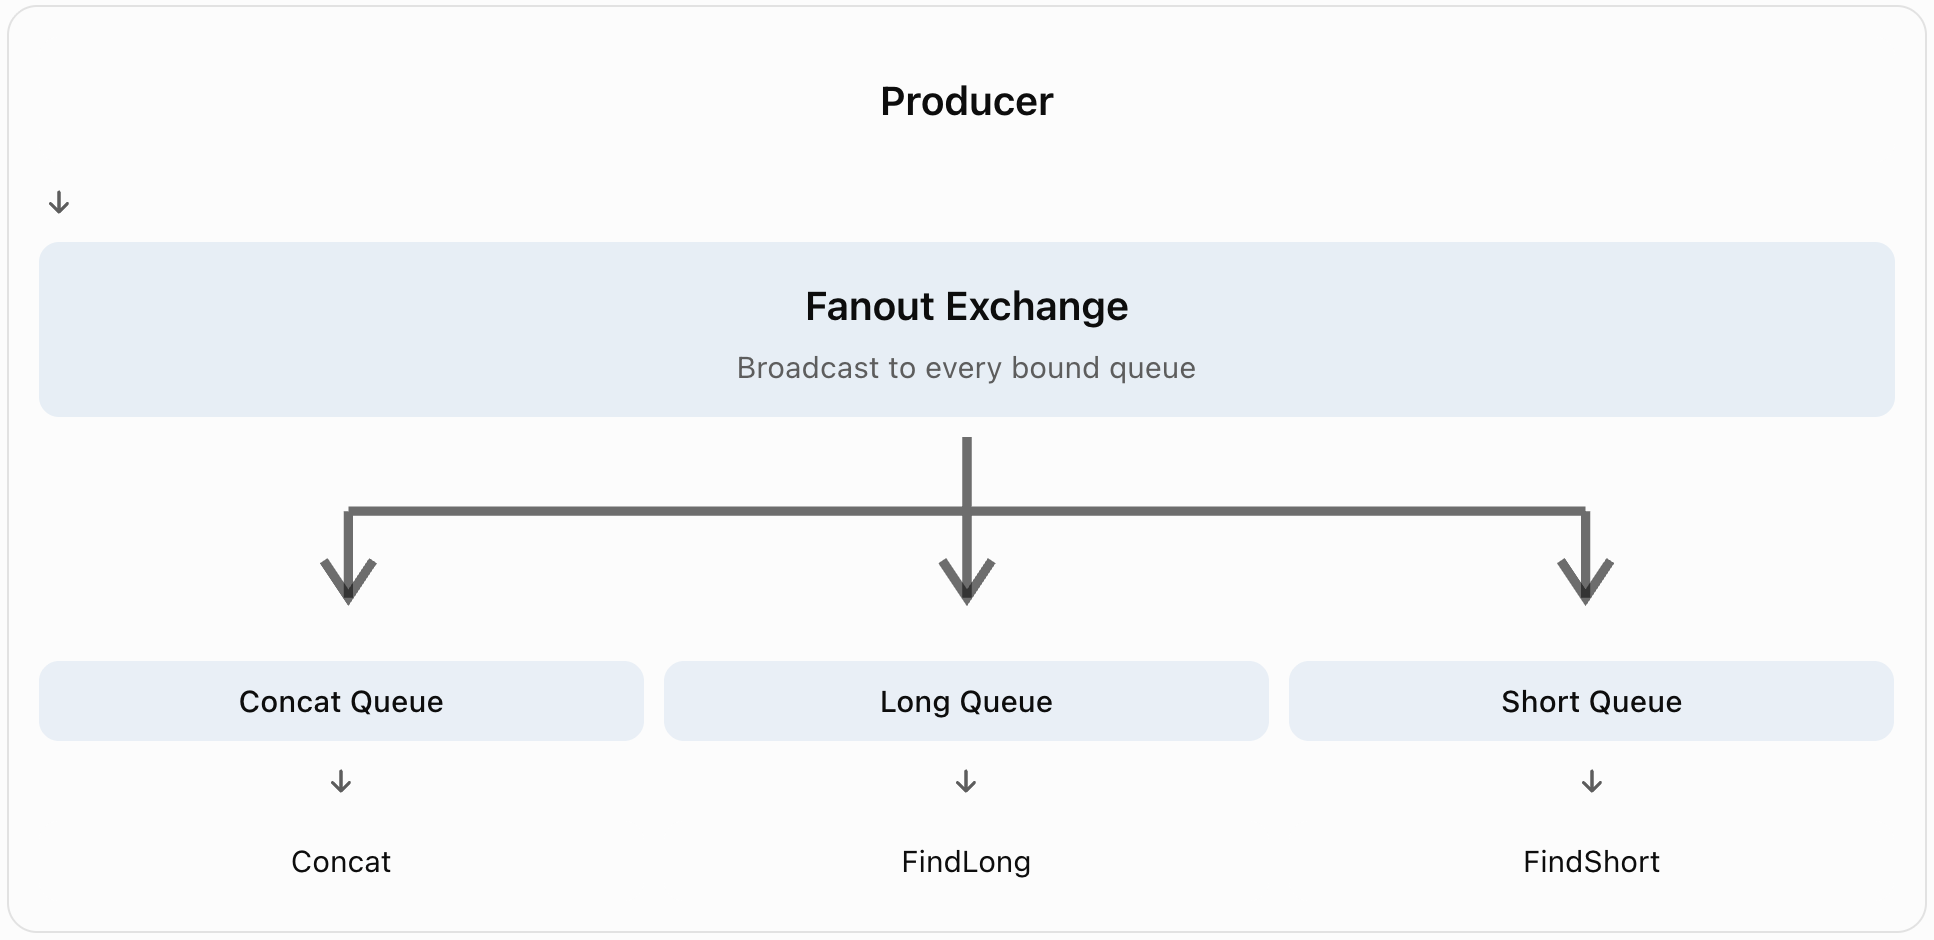 Producer
Fanout Exchange
Broadcast to every bound queue
Concat Queue
Long Queue
Short Queue
Concat
FindLong
FindShort